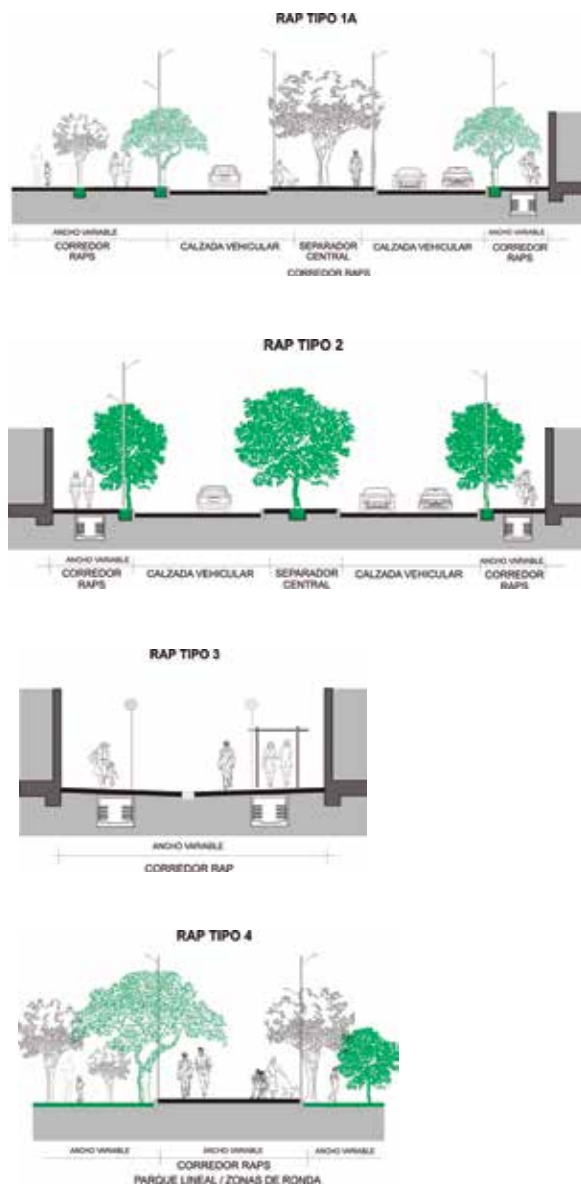 RAP TIPO 1A
ANCHO VARIABLE ANCHO VARIABLE
CORREDOR RAPS CALZADA VEHICULAR SEPARADOR CENTRAL CALZADA VEHICULAR CORREDOR RAPS
CORREDOR RAPS
RAP TIPO 2
ANCHO VARIABLE ANCHO VARIABLE
CORREDOR RAPS CALZADA VEHICULAR SEPARADOR CENTRAL CALZADA VEHICULAR CORREDOR RAPS
RAP TIPO 3
ANCHO VARIABLE
CORREDOR RAP
RAP TIPO 4
ANCHO VARIABLE ANCHO VARIABLE ANCHO VARIABLE
CORREDOR RAPS
PARQUE LINEAL / ZONAS DE RONDA